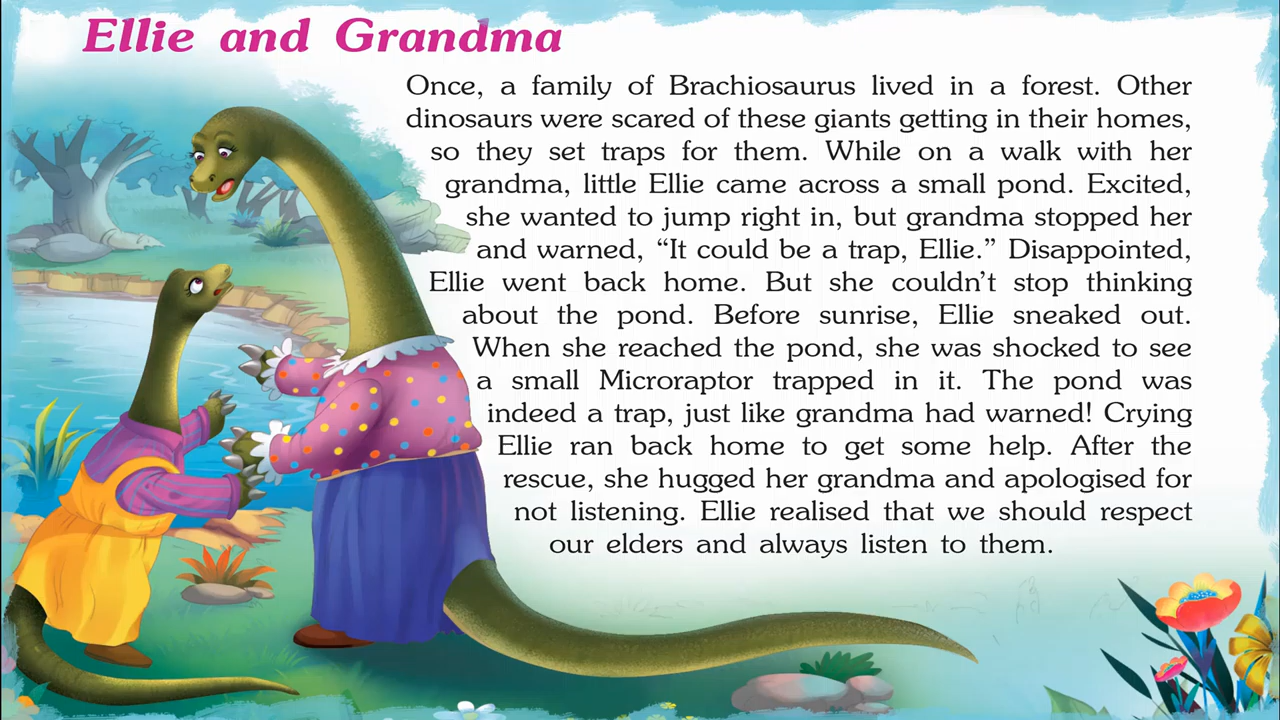 Ellie and Grandma
Once, a family of Brachiosaurus lived in a forest. Other
dinosaurs were scared of these giants getting in their homes,
so they set traps for them. While on a walk with her
grandma, little Ellie came across a small pond. Excited,
she wanted to jump right in, but grandma stopped her
and warned, “It could be a trap, Ellie.” Disappointed,
Ellie went back home. But she couldn’t stop thinking
about the pond. Before sunrise, Ellie sneaked out.
When she reached the pond, she was shocked to see
a small Microraptor trapped in it. The pond was
indeed a trap, just like grandma had warned! Crying
Ellie ran back home to get some help. After the
rescue, she hugged her grandma and apologised for
not listening. Ellie realised that we should respect
our elders and always listen to them.